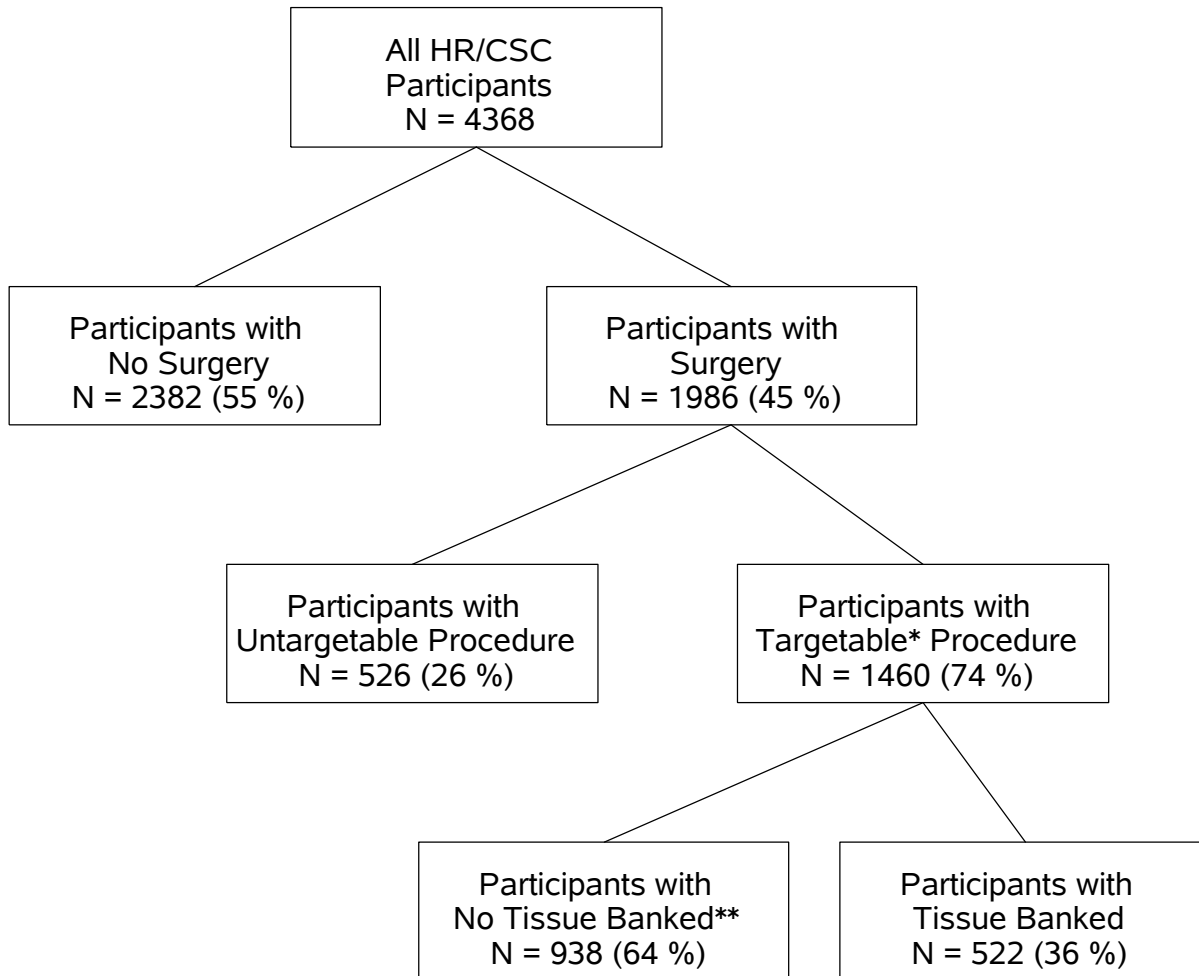 All HR/CSC
Participants
N = 4368
Participants with
No Surgery
N = 2382 (55 %)
Participants with
Surgery
N = 1986 (45 %)
Participants with
Untargetable Procedure
N = 526 (26 %)
Participants with
Targetable* Procedure
N = 1460 (74 %)
Participants with
No Tissue Banked**
N = 938 (64 %)
Participants with
Tissue Banked
N = 522 (36 %)